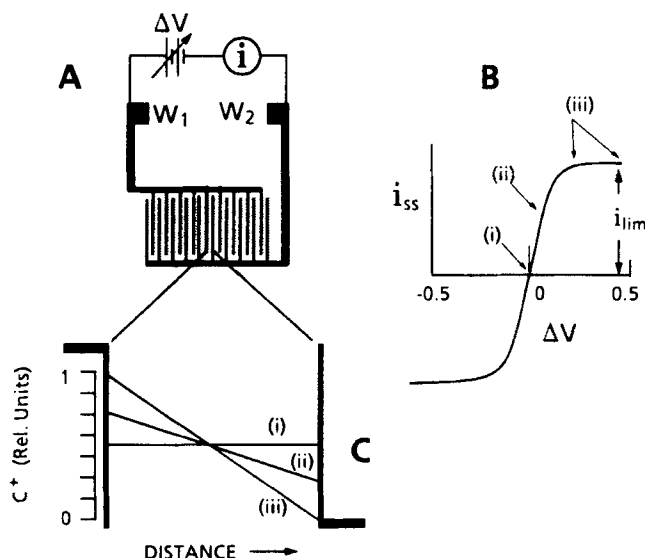 ΔV
i
A
W1
W2
B
(iii)
(ii)
iss
ilim
(i)
-0.5
0
0.5
ΔV
1
C+ (Rel. Units)
(i)
C
(ii)
(iii)
0
DISTANCE